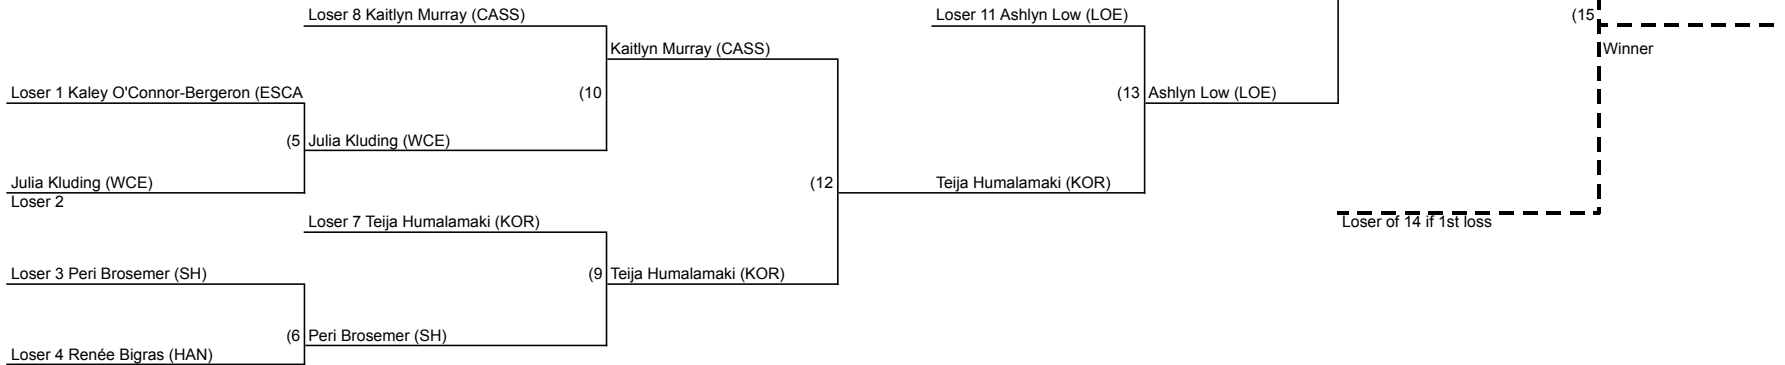 Loser 8 Kaitlyn Murray (CASS)
Loser 11 Ashlyn Low (LOE)
(15
Kaitlyn Murray (CASS)
Winner
Loser 1 Kaley O'Connor-Bergeron (ESCA
(10
(13
Ashlyn Low (LOE)
(5
Julia Kluding (WCE)
Julia Kluding (WCE)
(12
Teija Humalamaki (KOR)
Loser 2
Loser 7 Teija Humalamaki (KOR)
Loser of 14 if 1st loss
Loser 3 Peri Brosemer (SH)
(9
Teija Humalamaki (KOR)
(6
Peri Brosemer (SH)
Loser 4 Renée Bigras (HAN)